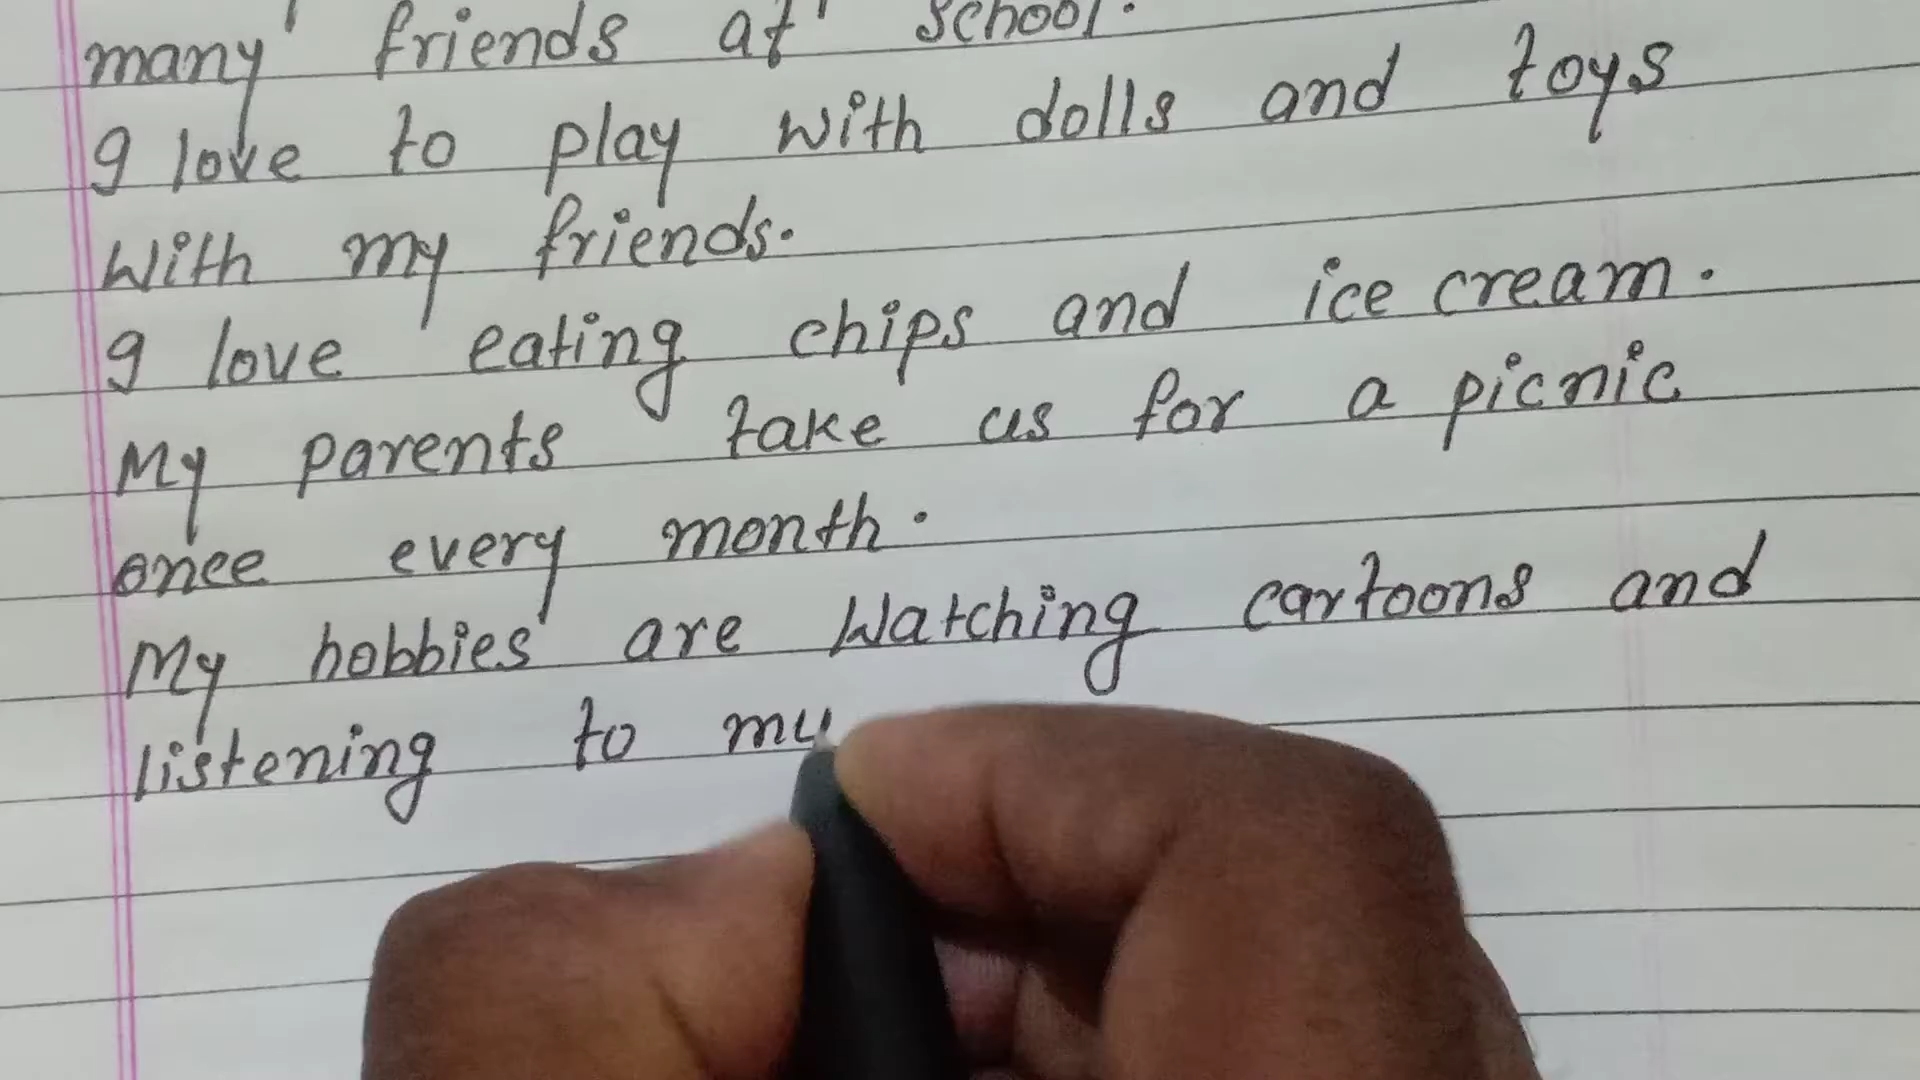 many friends at school.
I love to play with dolls and toys
With my friends.
I love eating chips and ice cream.
My parents take us for a picnic
once every month.
My hobbies are Watching cartoons and
listening to mu